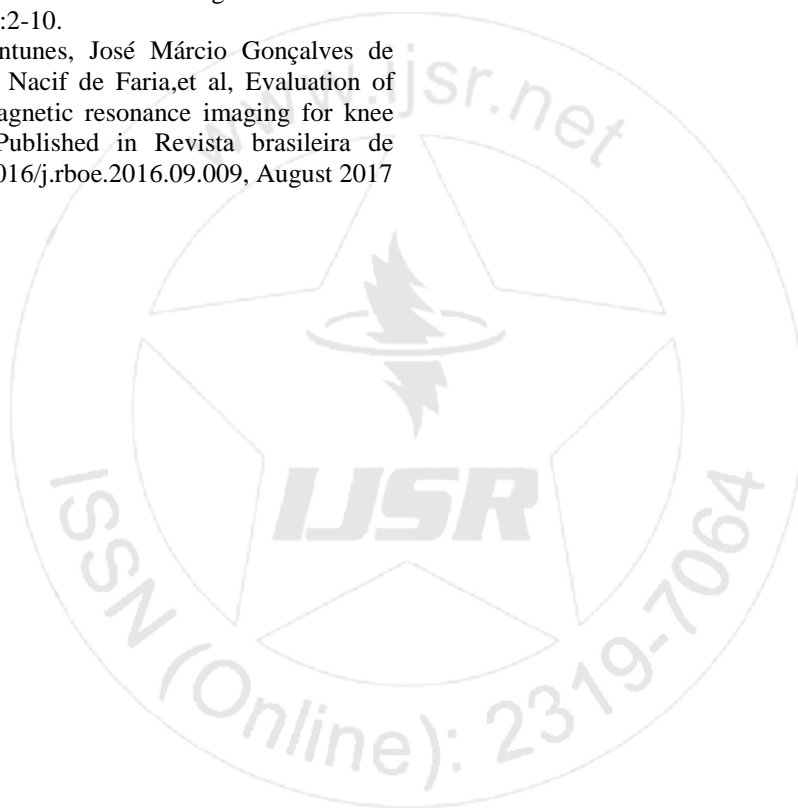 :2-10.
ntunes, José Márcio Gonçalves de
Nacif de Faria,et al, Evaluation of
agnetic resonance imaging for knee
Published in Revista brasileira de
016/j.rboe.2016.09.009, August 2017
www.ijsr.net
IJSR
ISSN (Online): 2319-7064